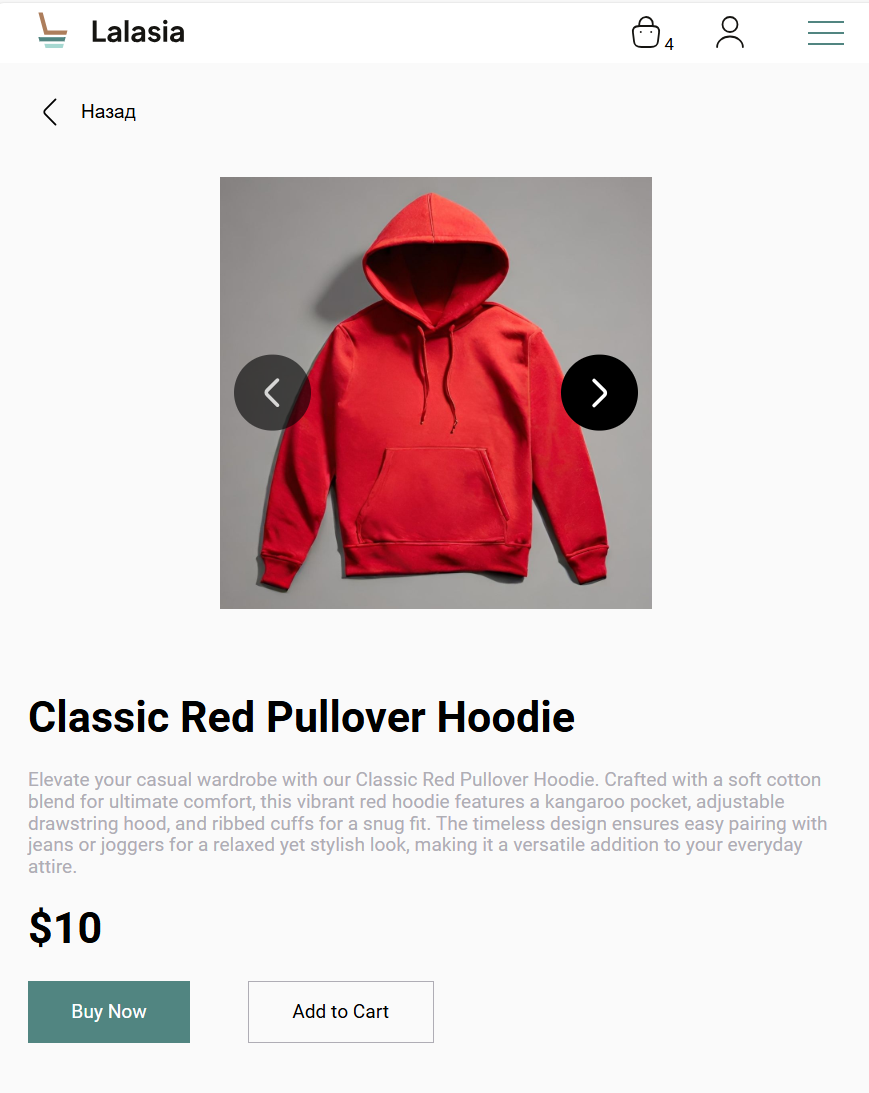 Lalasia
4
Назад
Classic Red Pullover Hoodie
Elevate your casual wardrobe with our Classic Red Pullover Hoodie. Crafted with a soft cotton
blend for ultimate comfort, this vibrant red hoodie features a kangaroo pocket, adjustable
drawstring hood, and ribbed cuffs for a snug fit. The timeless design ensures easy pairing with
jeans or joggers for a relaxed yet stylish look, making it a versatile addition to your everyday
attire.
$10
Buy Now
Add to Cart